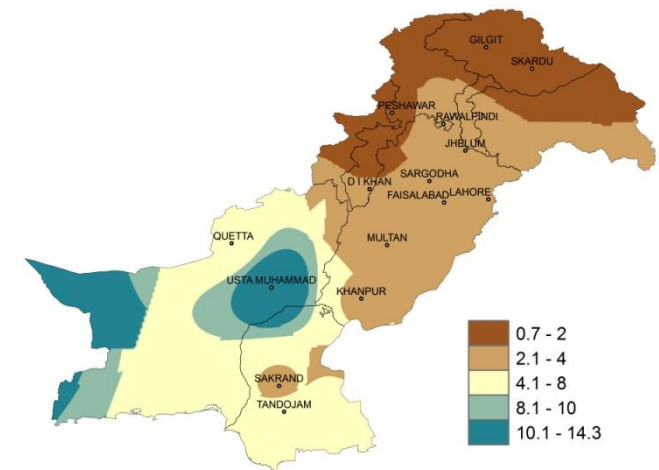 GILGIT
SKARDU
PESHAWAR
RAWALPINDI
JHELUM
SARGODHA
D I KHAN
FAISALABAD
LAHORE
QUETTA
MULTAN
USTA MUHAMMAD
KHANPUR
SAKRAND
TANDOJAM
0.7 - 2
2.1 - 4
4.1 - 8
8.1 - 10
10.1 - 14.3